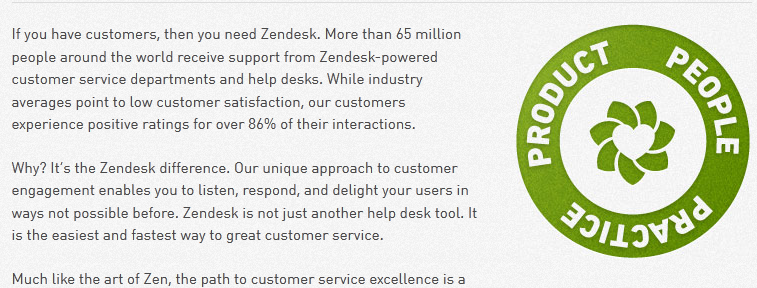 If you have customers, then you need Zendesk. More than 65 million
people around the world receive support from Zendesk-powered
customer service departments and help desks. While industry
averages point to low customer satisfaction, our customers
experience positive ratings for over 86% of their interactions.
Why? It's the Zendesk difference. Our unique approach to customer
engagement enables you to listen, respond, and delight your users in
ways not possible before. Zendesk is not just another help desk tool. It
is the easiest and fastest way to great customer service.
Much like the art of Zen, the path to customer service excellence is a
PRODUCT
PEOPLE
PRACTICE